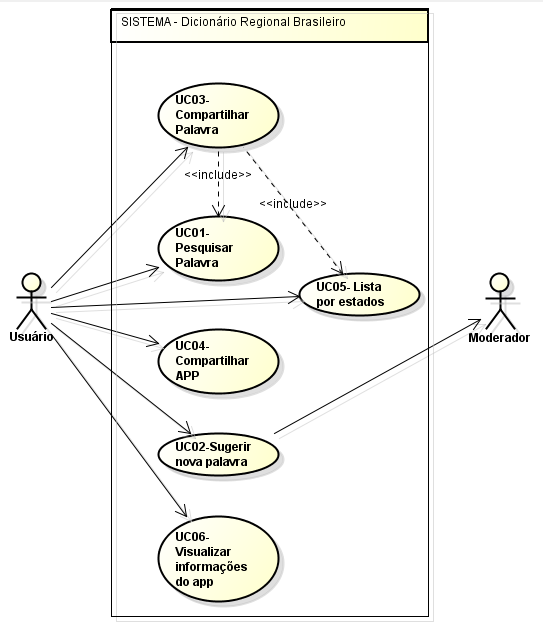 SISTEMA - Dicionário Regional Brasileiro
UC03-
Compartilhar
Palavra
<<include>>
<<include>>
UC01-
Pesquisar
Palavra
UC05- Lista
por estados
Usuário
Moderador
UC04-
Compartilhar
APP
UC02-Sugerir
nova palavra
UC06-
Visualizar
informações
do app